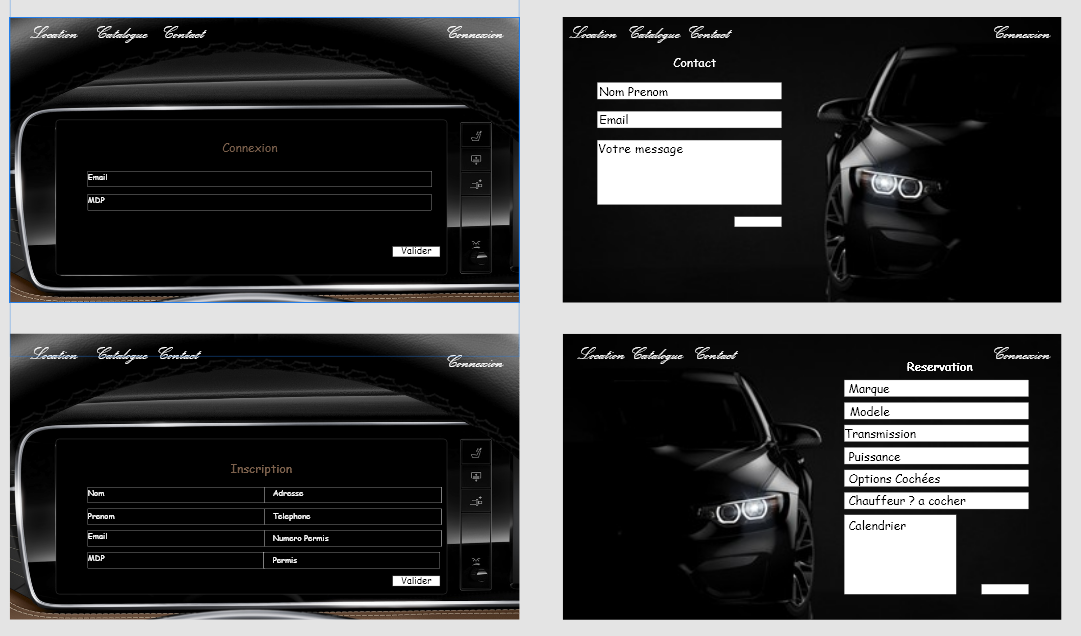 Location Catalogue Contact Connexion
Connexion
Email
MDP
Valider
Location Catalogue Contact Connexion
Contact
Nom Prenom
Email
Votre message
Location Catalogue Contact Connexion
Inscription
Nom Adresse
Prenom Telephone
Email Numero Permis
MDP Permis
Valider
Location Catalogue Contact Connexion
Reservation
Marque
Modele
Transmission
Puissance
Options Cochées
Chauffeur ? a cocher
Calendrier